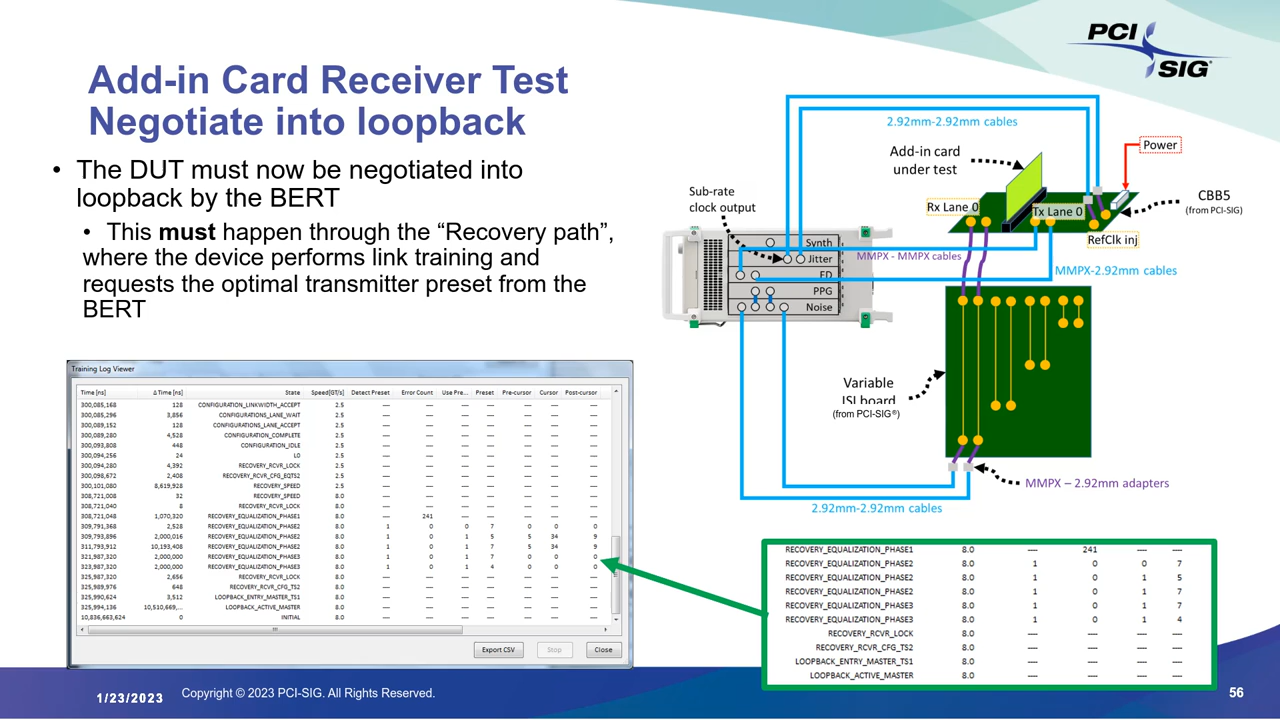 PCI
SIG
Add-in Card Receiver Test
Negotiate into loopback
• The DUT must now be negotiated into
loopback by the BERT
• This must happen through the “Recovery path”,
where the device performs link training and
requests the optimal transmitter preset from the
BERT
2.92mm-2.92mm cables
Add-in card
under test
Power
Sub-rate
clock output
Rx Lane 0
Tx Lane 0
CBB5
(from PCI-SIG)
RefClk inj
Synth
Jitter
ED
PPG
Noise
MMPX - MMPX cables
MMPX-2.92mm cables
Variable
ISI board
(from PCI-SIG®)
MMPX – 2.92mm adapters
2.92mm-2.92mm cables
Training Log Viewer
Time [ns] Δ Time [ns] State Speed[GT/s] Detect Preset Error Count Use Pre... Preset Pre-cursor Cursor Post-cursor
300,085,168 128 CONFIGURATION_LINKWIDTH_ACCEPT 2.5 ---- ---- ---- ---- ---- ---- ----
300,085,296 3,856 CONFIGURATIONS_LANE_WAIT 2.5 ---- ---- ---- ---- ---- ---- ----
300,089,152 128 CONFIGURATIONS_LANE_ACCEPT 2.5 ---- ---- ---- ---- ---- ---- ----
300,089,280 4,528 CONFIGURATION_COMPLETE 2.5 ---- ---- ---- ---- ---- ---- ----
300,093,808 448 CONFIGURATION_IDLE 2.5 ---- ---- ---- ---- ---- ---- ----
300,094,256 24 L0 2.5 ---- ---- ---- ---- ---- ---- ----
300,094,280 4,392 RECOVERY_RCVR_LOCK 2.5 ---- ---- ---- ---- ---- ---- ----
300,098,672 2,408 RECOVERY_RCVR_CFG_EQTS2 2.5 ---- ---- ---- ---- ---- ---- ----
300,101,080 8,619,928 RECOVERY_SPEED 2.5 ---- ---- ---- ---- ---- ---- ----
308,721,008 32 RECOVERY_SPEED 8.0 ---- ---- ---- ---- ---- ---- ----
308,721,040 8 RECOVERY_RCVR_LOCK 8.0 ---- ---- ---- ---- ---- ---- ----
308,721,048 1,070,320 RECOVERY_EQUALIZATION_PHASE1 8.0 ---- 241 ---- ---- ---- ---- ----
309,791,368 2,528 RECOVERY_EQUALIZATION_PHASE2 8.0 1 0 0 7 0 0 0
309,793,896 2,000,016 RECOVERY_EQUALIZATION_PHASE2 8.0 1 0 1 5 5 34 9
311,793,912 10,193,408 RECOVERY_EQUALIZATION_PHASE2 8.0 1 0 1 7 5 34 9
321,987,320 2,000,000 RECOVERY_EQUALIZATION_PHASE3 8.0 1 0 1 7 0 0 0
323,987,320 2,000,000 RECOVERY_EQUALIZATION_PHASE3 8.0 1 0 1 4 0 0 0
325,987,320 2,656 RECOVERY_RCVR_LOCK 8.0 ---- ---- ---- ---- ---- ---- ----
325,989,976 648 RECOVERY_RCVR_CFG_TS2 8.0 ---- ---- ---- ---- ---- ---- ----
325,990,624 3,512 LOOPBACK_ENTRY_MASTER_TS1 8.0 ---- ---- ---- ---- ---- ---- ----
325,994,136 10,510,669,... LOOPBACK_ACTIVE_MASTER 8.0 ---- ---- ---- ---- ---- ---- ----
10,836,663,624 0 INITIAL 8.0 ---- ---- ---- ---- ---- ---- ----
Export CSV Stop Close
RECOVERY_EQUALIZATION_PHASE1 8.0 ---- 241 ---- ----
RECOVERY_EQUALIZATION_PHASE2 8.0 1 0 0 7
RECOVERY_EQUALIZATION_PHASE2 8.0 1 0 1 5
RECOVERY_EQUALIZATION_PHASE2 8.0 1 0 1 7
RECOVERY_EQUALIZATION_PHASE3 8.0 1 0 1 7
RECOVERY_EQUALIZATION_PHASE3 8.0 1 0 1 4
RECOVERY_RCVR_LOCK 8.0 ---- ---- ---- ----
RECOVERY_RCVR_CFG_TS2 8.0 ---- ---- ---- ----
LOOPBACK_ENTRY_MASTER_TS1 8.0 ---- ---- ---- ----
LOOPBACK_ACTIVE_MASTER 8.0 ---- ---- ---- ----
1/23/2023 Copyright © 2023 PCI-SIG. All Rights Reserved. 56